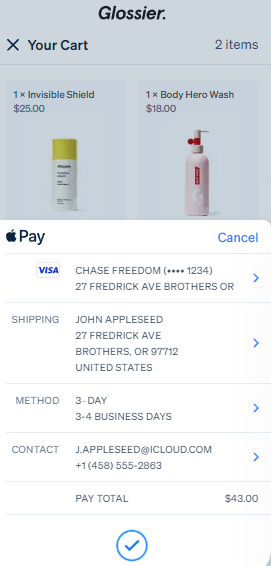 Glossier.
Your Cart 2 items
1 × Invisible Shield
$25.00
1 × Body Hero Wash
$18.00
Glossier.
Pay Cancel
VISA CHASE FREEDOM (•••• 1234)
27 FREDRICK AVE BROTHERS OR
SHIPPING JOHN APPLESEED
27 FREDRICK AVE
BROTHERS, OR 97712
UNITED STATES
METHOD 3-DAY
3-4 BUSINESS DAYS
CONTACT J.APPLESEED@ICLOUD.COM
+1 (458) 555-2863
PAY TOTAL $43.00